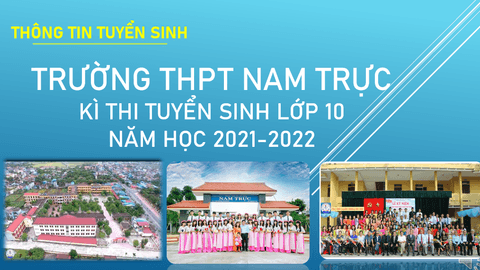 THÔNG TIN TUYỂN SINH
TRƯỜNG THPT NAM TRỰC
KÌ THI TUYỂN SINH LỚP 10
NĂM HỌC 2021-2022
NAM TRỰC